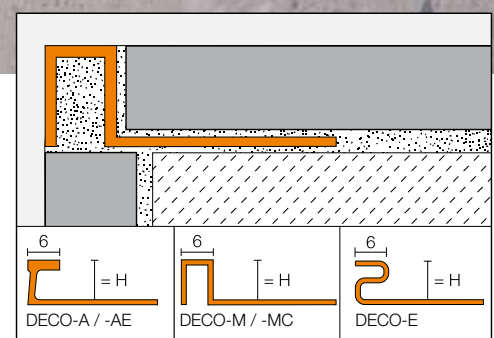 6
= H
DECO-A / -AE
6
= H
DECO-M / -MC
6
= H
DECO-E